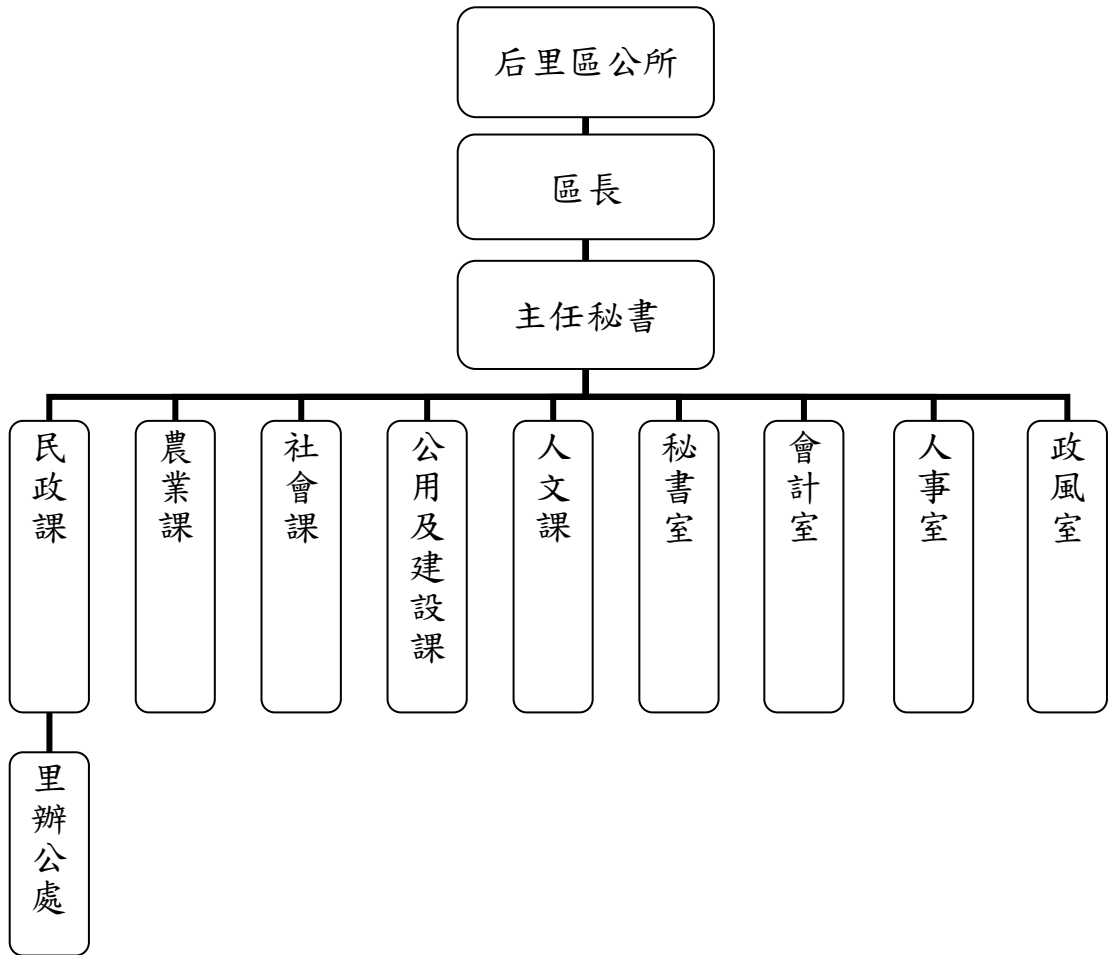 后里區公所
區長
主任秘書
民政課
農業課
社會課
公用及建設課
人文課
秘書室
會計室
人事室
政風室
里辦公處